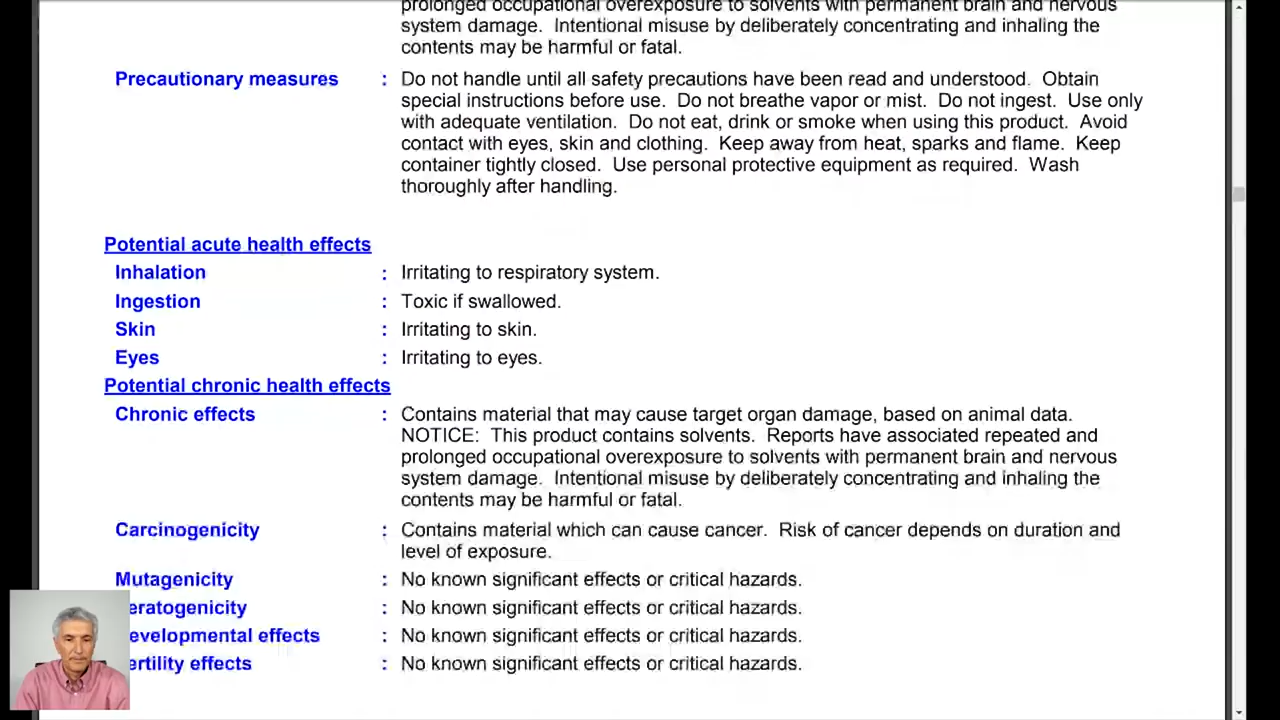 prolonged occupational overexposure to solvents with permanent brain and nervous
system damage.  Intentional misuse by deliberately concentrating and inhaling the
contents may be harmful or fatal.
Precautionary measures : Do not handle until all safety precautions have been read and understood.  Obtain
special instructions before use.  Do not breathe vapor or mist.  Do not ingest.  Use only
with adequate ventilation.  Do not eat, drink or smoke when using this product.  Avoid
contact with eyes, skin and clothing.  Keep away from heat, sparks and flame.  Keep
container tightly closed.  Use personal protective equipment as required.  Wash
thoroughly after handling.
Potential acute health effects
Inhalation : Irritating to respiratory system.
Ingestion : Toxic if swallowed.
Skin : Irritating to skin.
Eyes : Irritating to eyes.
Potential chronic health effects
Chronic effects : Contains material that may cause target organ damage, based on animal data.
NOTICE:  This product contains solvents.  Reports have associated repeated and
prolonged occupational overexposure to solvents with permanent brain and nervous
system damage.  Intentional misuse by deliberately concentrating and inhaling the
contents may be harmful or fatal.
Carcinogenicity : Contains material which can cause cancer.  Risk of cancer depends on duration and
level of exposure.
Mutagenicity : No known significant effects or critical hazards.
eratogenicity : No known significant effects or critical hazards.
evelopmental effects : No known significant effects or critical hazards.
ertility effects : No known significant effects or critical hazards.